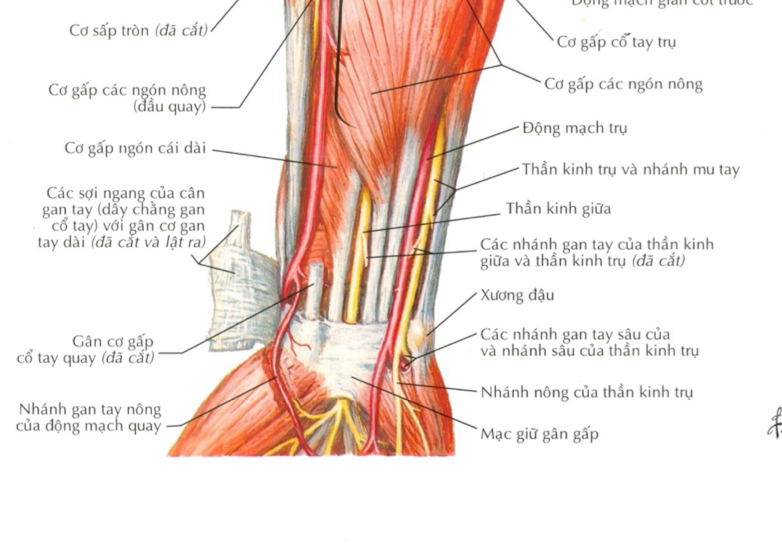 Động mạch gian cốt trước
Cơ sấp tròn (đã cắt)
Cơ gấp cổ tay trụ
Cơ gấp các ngón nông
(đầu quay)
Cơ gấp các ngón nông
Động mạch trụ
Cơ gấp ngón cái dài
Thần kinh trụ và nhánh mu tay
Các sợi ngang của cân
gan tay (dây chằng gan
cổ tay) với gân cơ gan
tay dài (đã cắt và lật ra)
Thần kinh giữa
Các nhánh gan tay của thần kinh
giữa và thần kinh trụ (đã cắt)
Xương đậu
Gân cơ gấp
cổ tay quay (đã cắt)
Các nhánh gan tay sâu của
và nhánh sâu của thần kinh trụ
Nhánh nông của thần kinh trụ
Nhánh gan tay nông
của động mạch quay
Mạc giữ gân gấp